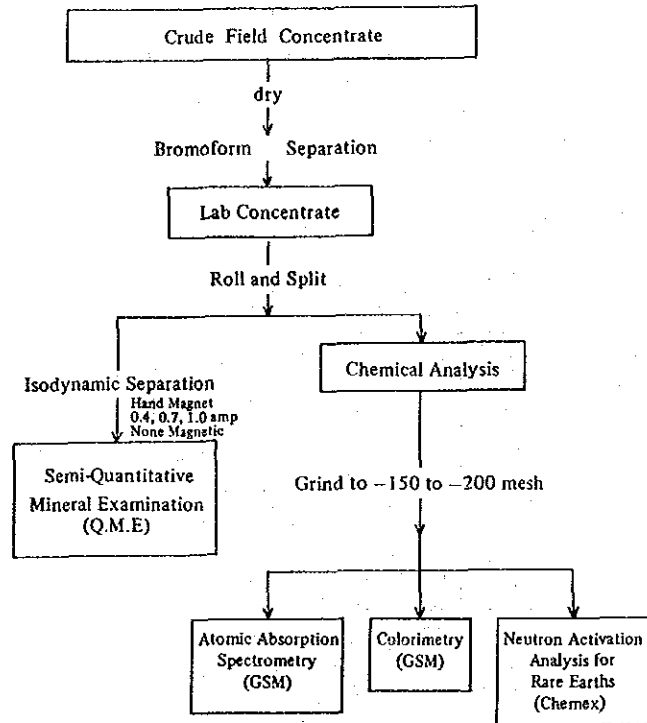 Crude Field Concentrate
dry
Bromoform Separation
Lab Concentrate
Roll and Split
Isodynamic Separation
Hand Magnet
0.4, 0.7, 1.0 amp
None Magnetic
Chemical Analysis
Semi-Quantitative
Mineral Examination
(Q.M.E)
Grind to −150 to −200 mesh
Atomic Absorption
Spectrometry
(GSM)
Colorimetry
(GSM)
Neutron Activation
Analysis for
Rare Earths
(Chemex)